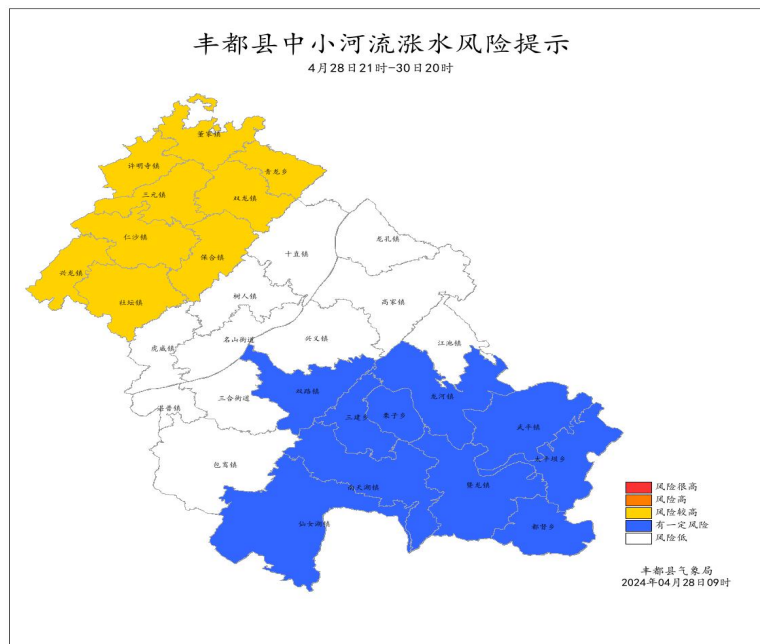 丰都县中小河流涨水风险提示
4月28日21时-30日20时
董家镇
许明寺镇
青龙乡
三元镇
双龙镇
仁沙镇
保合镇
兴龙镇
社坛镇
十直镇
龙孔镇
树人镇
高家镇
虎威镇
名山街道
兴义镇
江池镇
双路镇
三合街道
龙河镇
湛普镇
三建乡
栗子乡
武平镇
包鸾镇
太平坝乡
南天湖镇
暨龙镇
仙女湖镇
都督乡
风险很高
风险高
风险较高
有一定风险
风险低
丰都县气象局
2024年04月28日09时